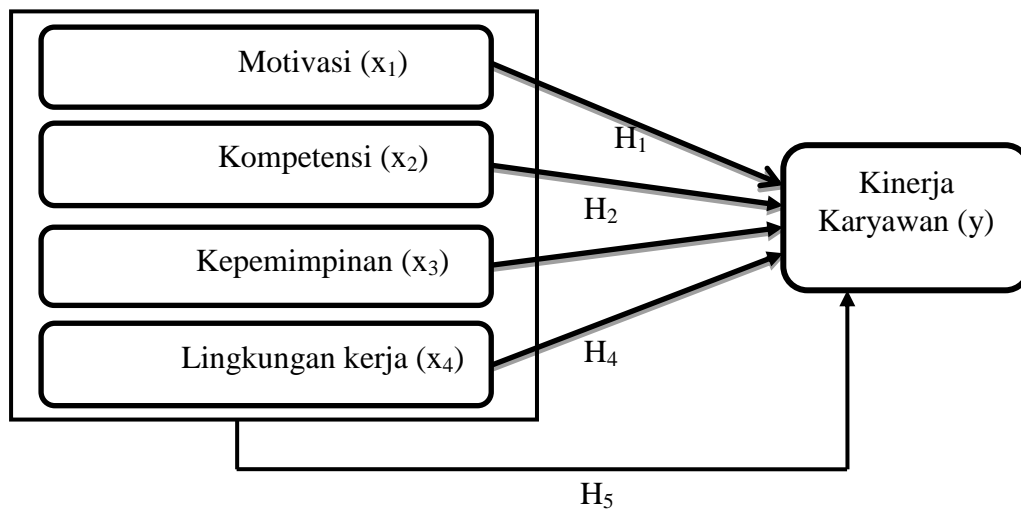 Motivasi (x₁)
H₁
Kompetensi (x₂)
Kinerja
Karyawan (y)
H₂
Kepemimpinan (x₃)
Lingkungan kerja (x₄)
H₄
H₅